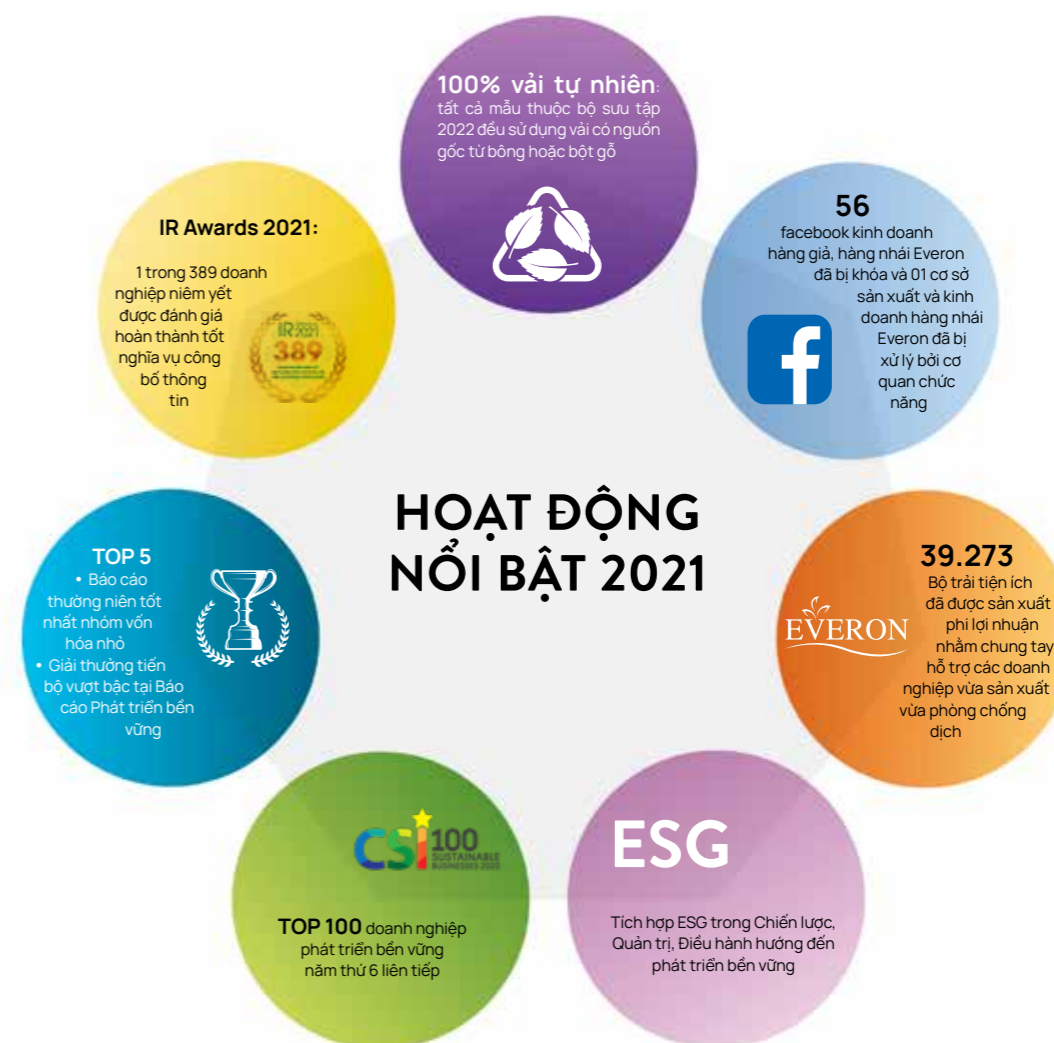 HOẠT ĐỘNG
NỔI BẬT 2021
100% vải tự nhiên:
tất cả mẫu thuộc bộ sưu tập
2022 đều sử dụng vải có nguồn
gốc từ bông hoặc bột gỗ
56
facebook kinh doanh
hàng giả, hàng nhái Everon
đã bị khóa và 01 cơ sở
sản xuất và kinh
doanh hàng nhái
Everon đã bị
xử lý bởi cơ
quan chức
năng
f
39.273
Bộ trải tiện ích
đã được sản xuất
phi lợi nhuận
nhằm chung tay
hỗ trợ các doanh
nghiệp vừa sản xuất
vừa phòng chống
dịch
EVERON
ESG
Tích hợp ESG trong Chiến lược,
Quản trị, Điều hành hướng đến
phát triển bền vững
CSi 100
SUSTAINABLE
BUSINESSES 2020
TOP 100 doanh nghiệp
phát triển bền vững
năm thứ 6 liên tiếp
TOP 5
• Báo cáo
thường niên tốt
nhất nhóm vốn
hóa nhỏ
• Giải thưởng tiến
bộ vượt bậc tại Báo
cáo Phát triển bền
vững
IR Awards 2021:
1 trong 389 doanh
nghiệp niêm yết
được đánh giá
hoàn thành tốt
nghĩa vụ công
bố thông
tin
IR
2021
389